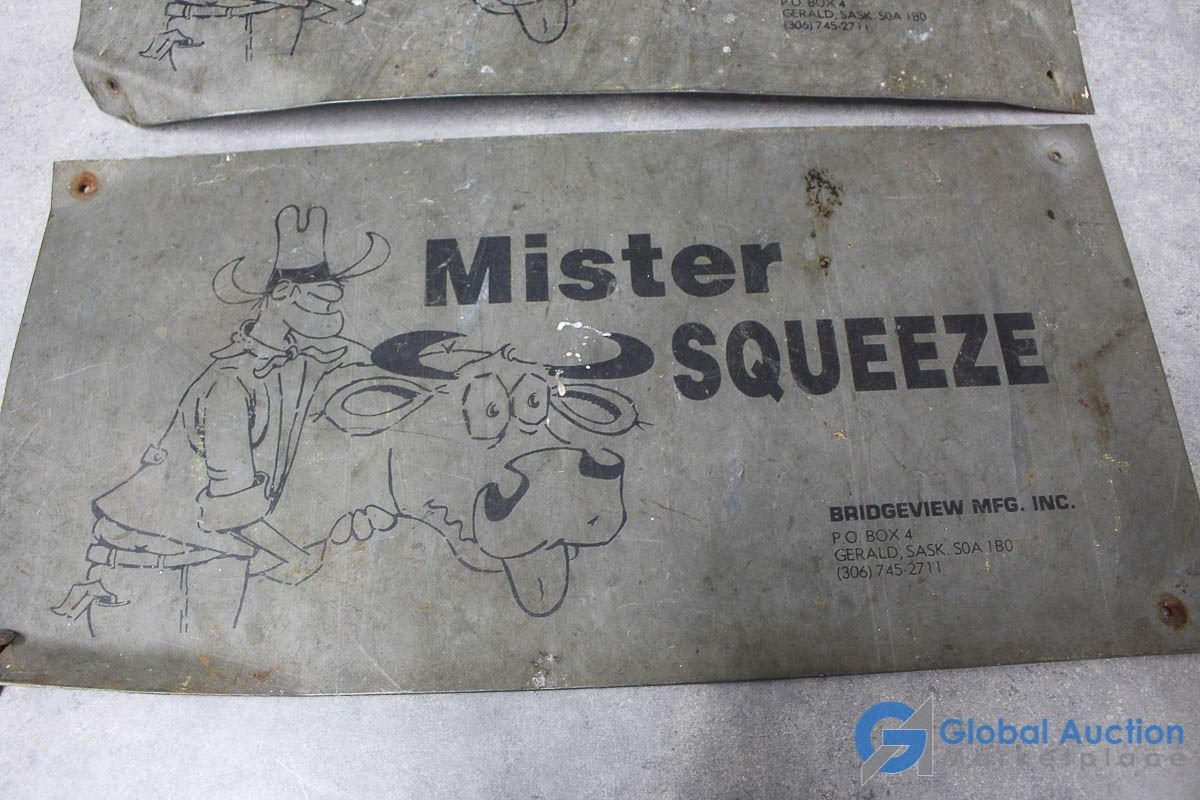 P.O. BOX 4
GERALD, SASK. S0A 1B0
(306) 745-2711
Mister
SQUEEZE
BRIDGEVIEW MFG. INC.
P.O. BOX 4
GERALD, SASK. S0A 1B0
(306) 745-2711
Global Auction
Marketplace